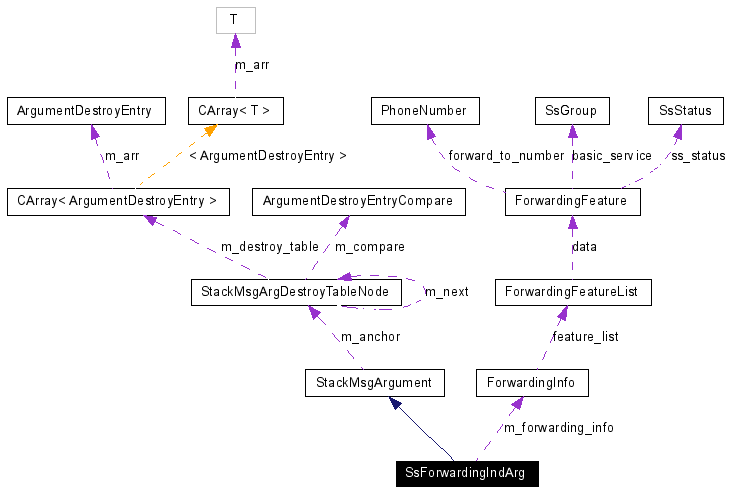 T
m_arr
ArgumentDestroyEntry
CArray< T >
PhoneNumber
SsGroup
SsStatus
m_arr
< ArgumentDestroyEntry >
forward_to_number
basic_service
ss_status
CArray< ArgumentDestroyEntry >
ArgumentDestroyEntryCompare
ForwardingFeature
m_destroy_table
m_compare
data
StackMsgArgDestroyTableNode
m_next
ForwardingFeatureList
m_anchor
feature_list
StackMsgArgument
ForwardingInfo
m_forwarding_info
SsForwardingIndArg